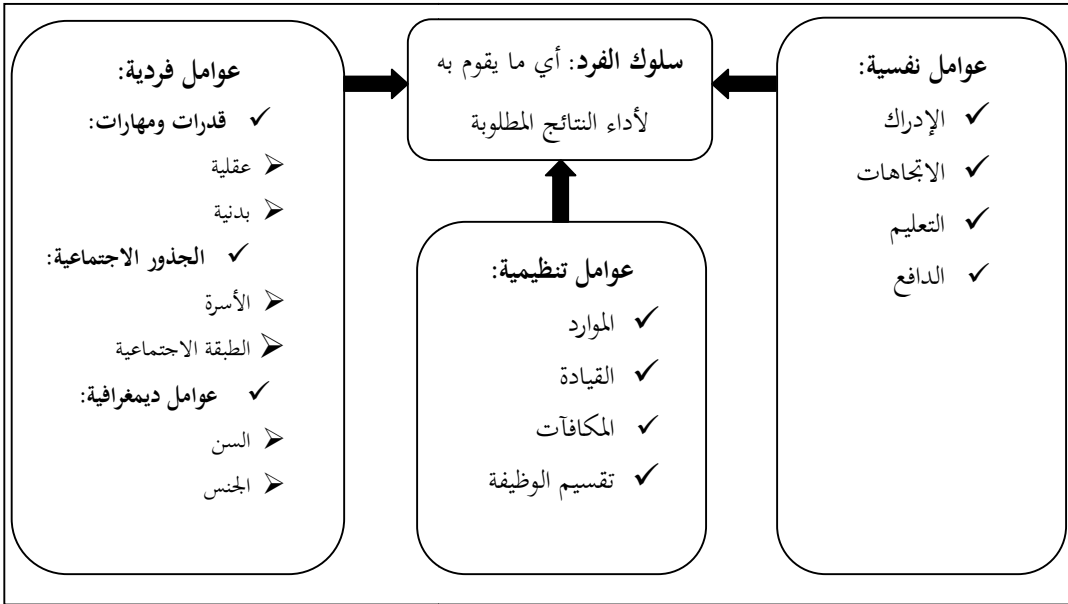 عوامل نفسية:
الإدراك
الاتجاهات
التعليم
الدافع
سلوك الفرد: أي ما يقوم به
لأداء النتائج المطلوبة
عوامل تنظيمية:
الموارد
القيادة
المكافآت
تقسيم الوظيفة
عوامل فردية:
قدرات ومهارات:
عقلية
بدنية
الجذور الاجتماعية:
الأسرة
الطبقة الاجتماعية
عوامل ديمغرافية:
السن
الجنس